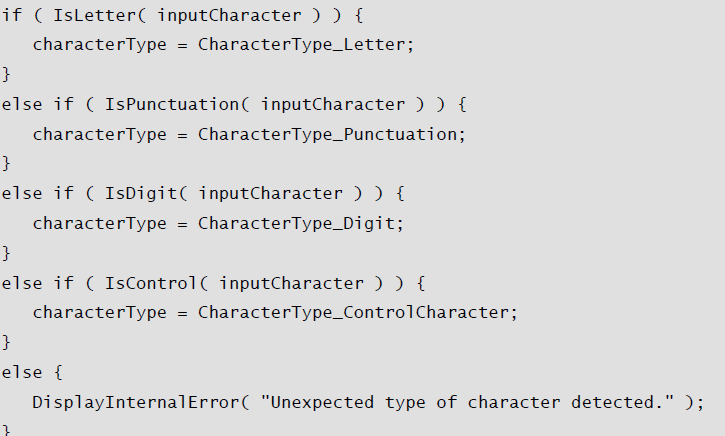 if ( IsLetter( inputCharacter ) ) {
   characterType = CharacterType_Letter;
}
else if ( IsPunctuation( inputCharacter ) ) {
   characterType = CharacterType_Punctuation;
}
else if ( IsDigit( inputCharacter ) ) {
   characterType = CharacterType_Digit;
}
else if ( IsControl( inputCharacter ) ) {
   characterType = CharacterType_ControlCharacter;
}
else {
   DisplayInternalError( "Unexpected type of character detected." );
}